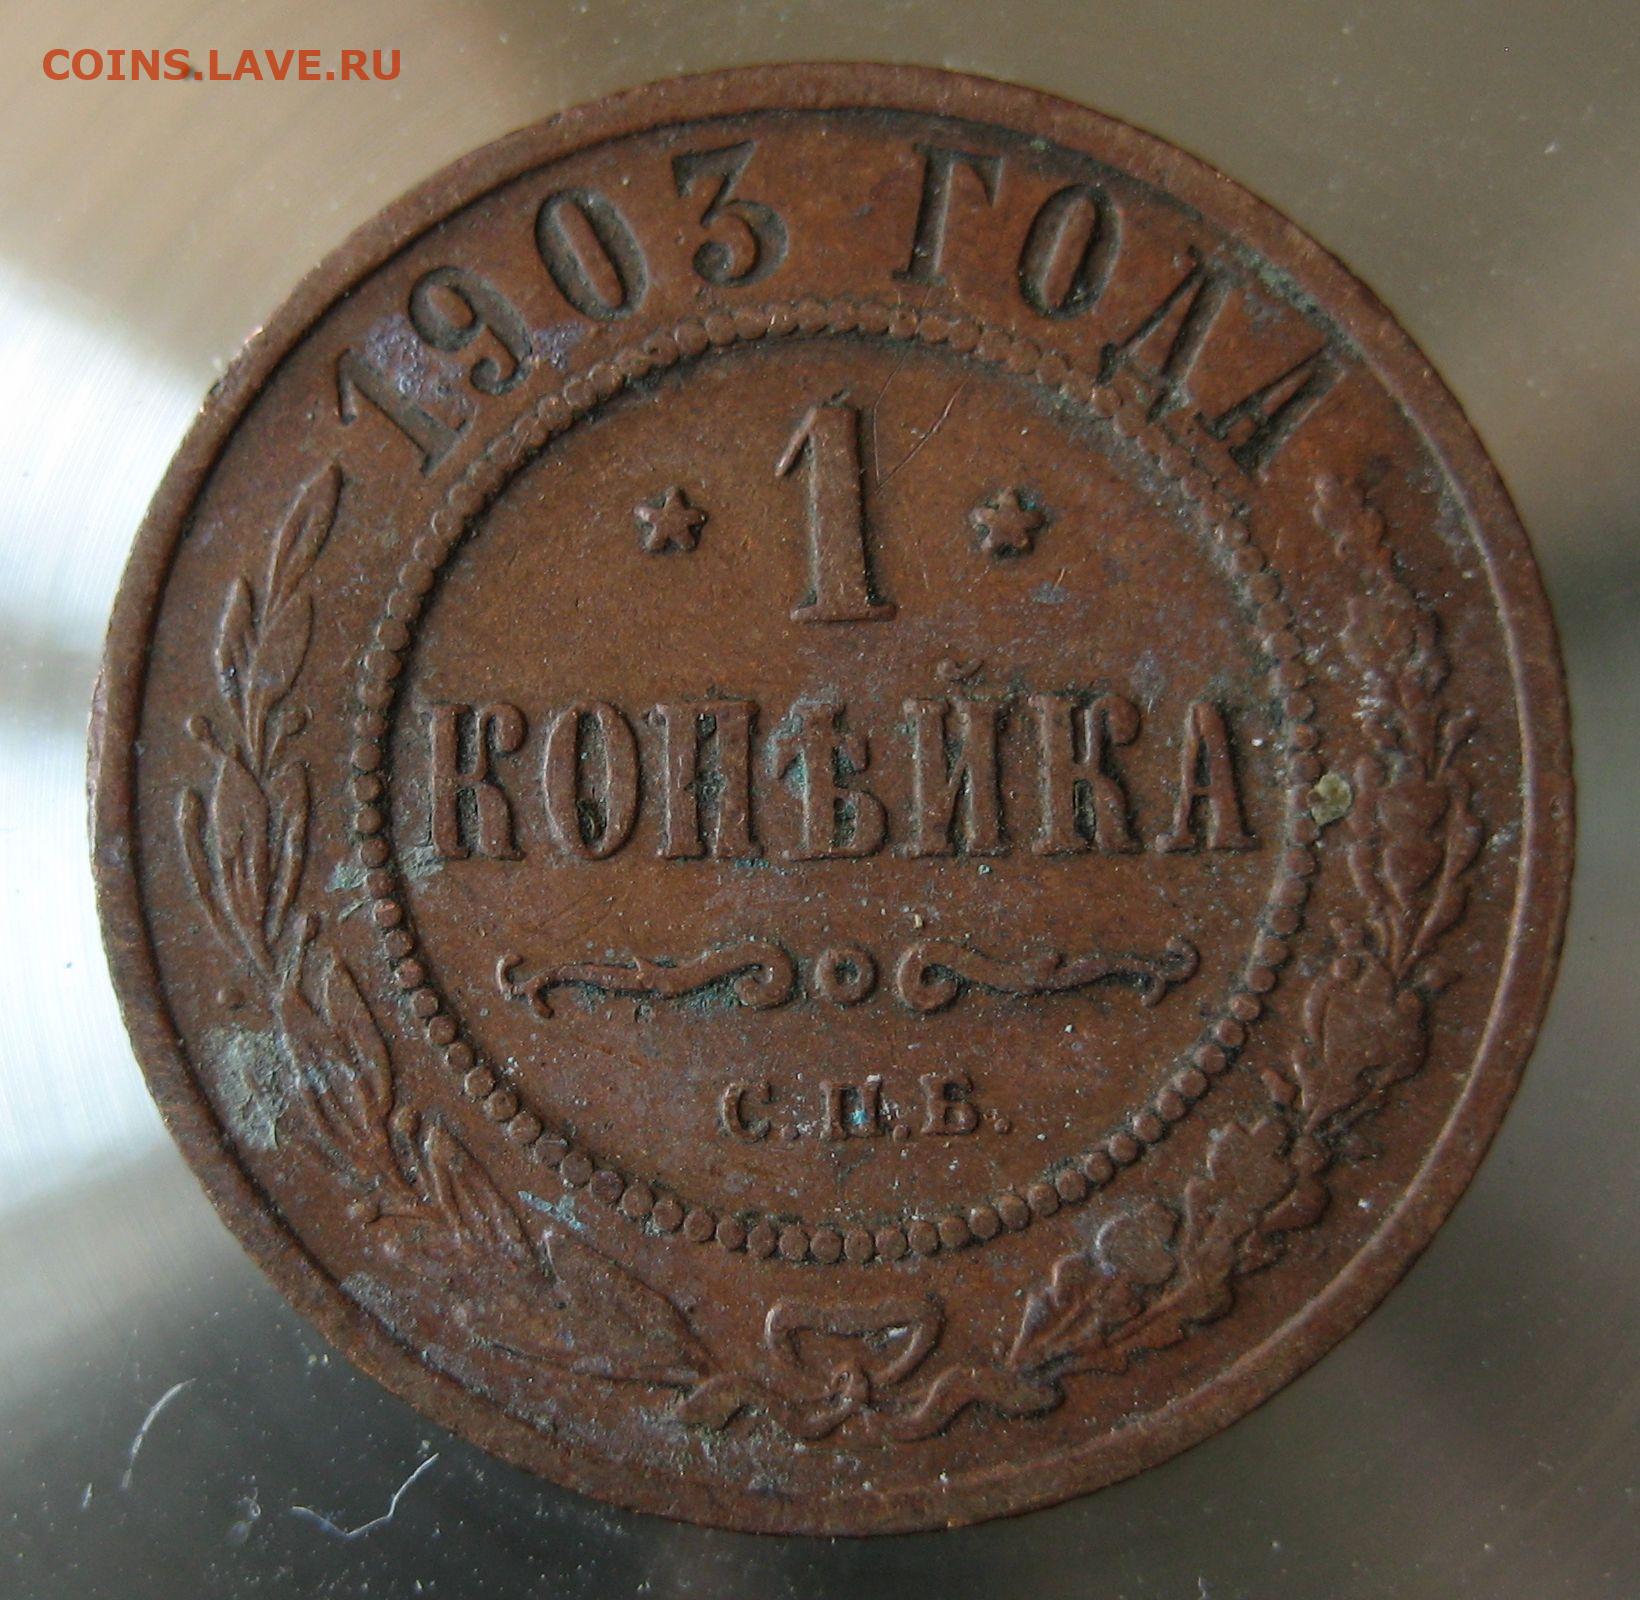 COINS.LAVE.RU
1903 ГОДА
* 1 *
КОПѢЙКА
С.П.Б.